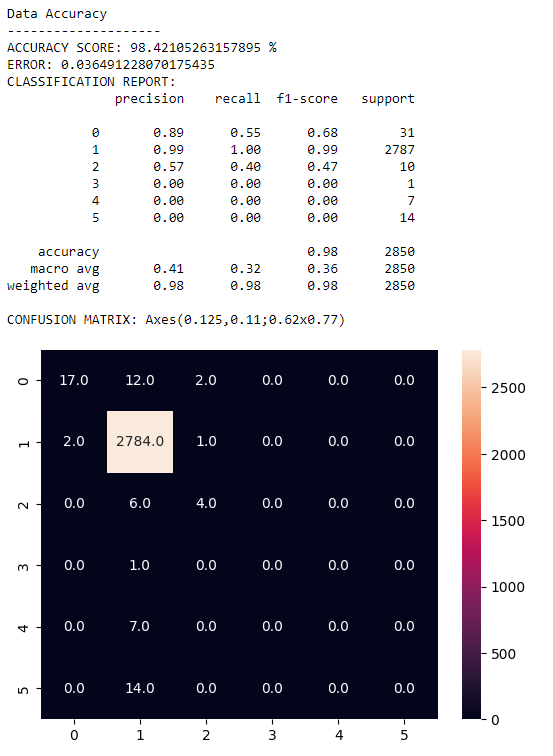 Data Accuracy
--------------------
ACCURACY SCORE: 98.42105263157895 %
ERROR: 0.036491228070175435
CLASSIFICATION REPORT:
precision recall f1-score support
0 0.89 0.55 0.68 31
1 0.99 1.00 0.99 2787
2 0.57 0.40 0.47 10
3 0.00 0.00 0.00 1
4 0.00 0.00 0.00 7
5 0.00 0.00 0.00 14
accuracy 0.98 2850
macro avg 0.41 0.32 0.36 2850
weighted avg 0.98 0.98 0.98 2850
CONFUSION MATRIX: Axes(0.125,0.11;0.62x0.77)
0 17.0 12.0 2.0 0.0 0.0 0.0
1 2.0 2784.0 1.0 0.0 0.0 0.0
2 0.0 6.0 4.0 0.0 0.0 0.0
3 0.0 1.0 0.0 0.0 0.0 0.0
4 0.0 7.0 0.0 0.0 0.0 0.0
5 0.0 14.0 0.0 0.0 0.0 0.0
0 1 2 3 4 5
2500
2000
1500
1000
500
0